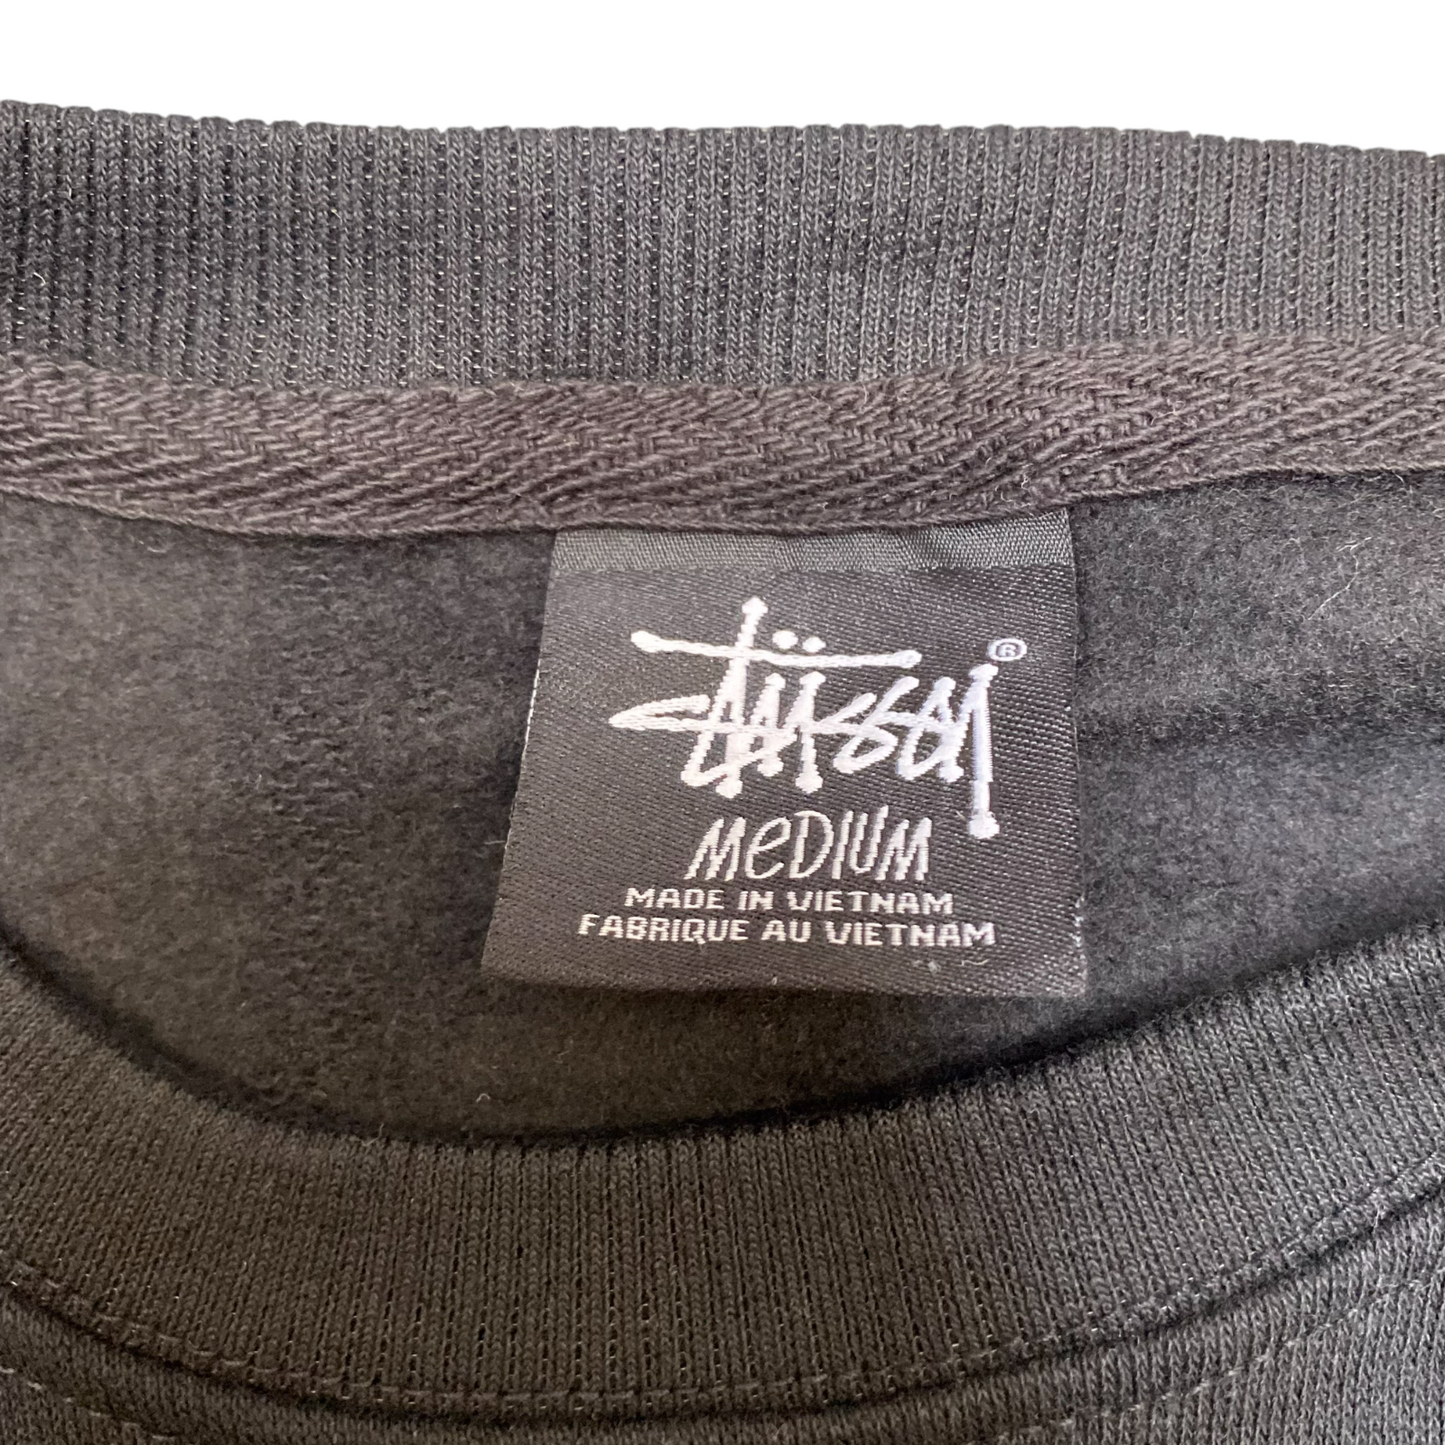 Stüssy ®
MeDIUM
MADE IN VIETNAM
FABRIQUE AU VIETNAM